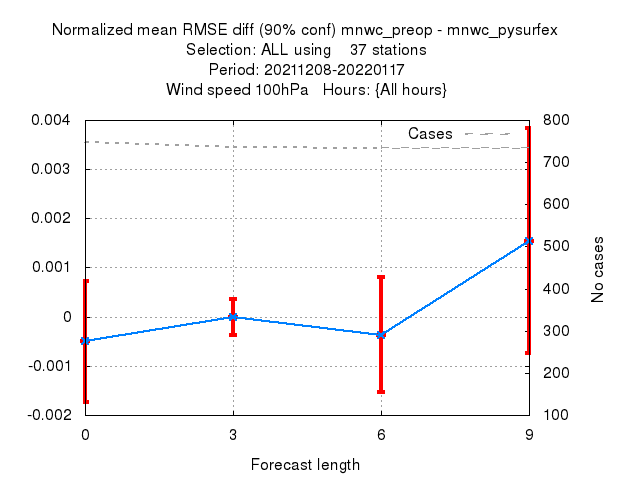 Normalized mean RMSE diff (90% conf) mnwc_preop - mnwc_pysurfex
Selection: ALL using    37 stations
Period: 20211208-20220117
Wind speed 100hPa   Hours: {All hours}
0.004
0.003
0.002
0.001
0
-0.001
-0.002
Cases
800
700
600
500
400
300
200
100
No cases
0 3 6 9
Forecast length